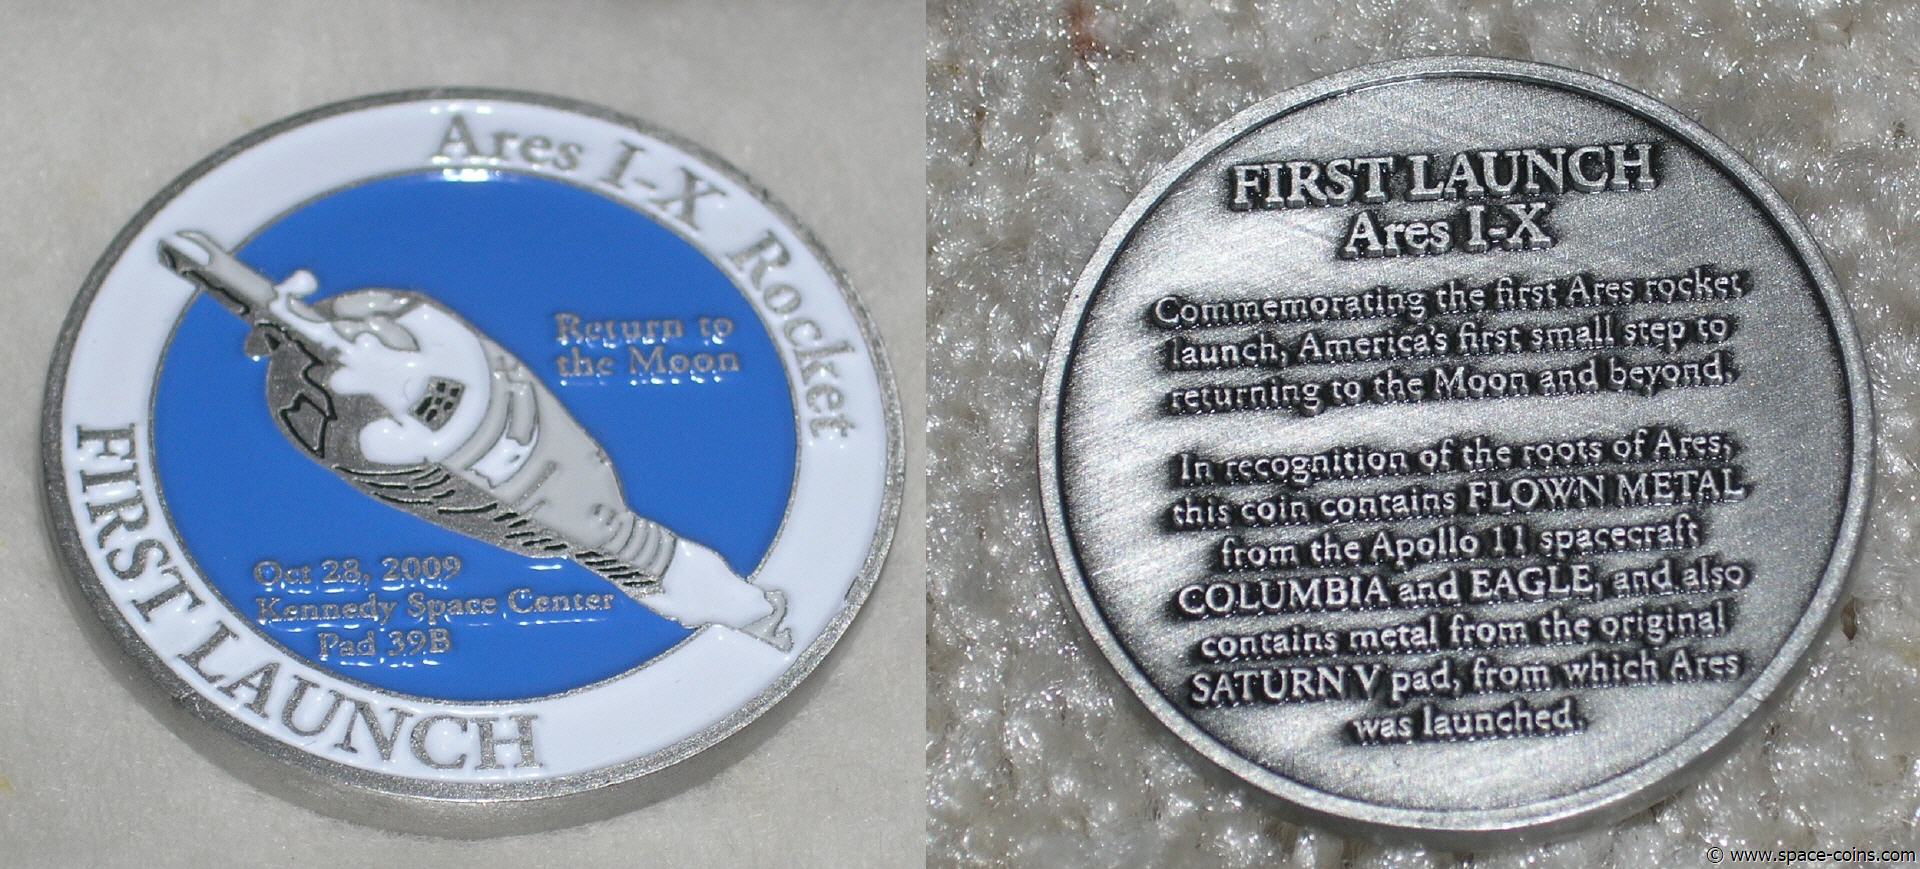 Ares I-X Rocket
Return to
the Moon
Oct 28, 2009
Kennedy Space Center
Pad 39B
FIRST LAUNCH
FIRST LAUNCH
Ares I-X
Commemorating the first Ares rocket
launch, America's first small step to
returning to the Moon and beyond.
In recognition of the roots of Ares,
this coin contains FLOWN METAL
from the Apollo 11 spacecraft
COLUMBIA and EAGLE, and also
contains metal from the original
SATURN V pad, from which Ares
was launched.
© www.space-coins.com